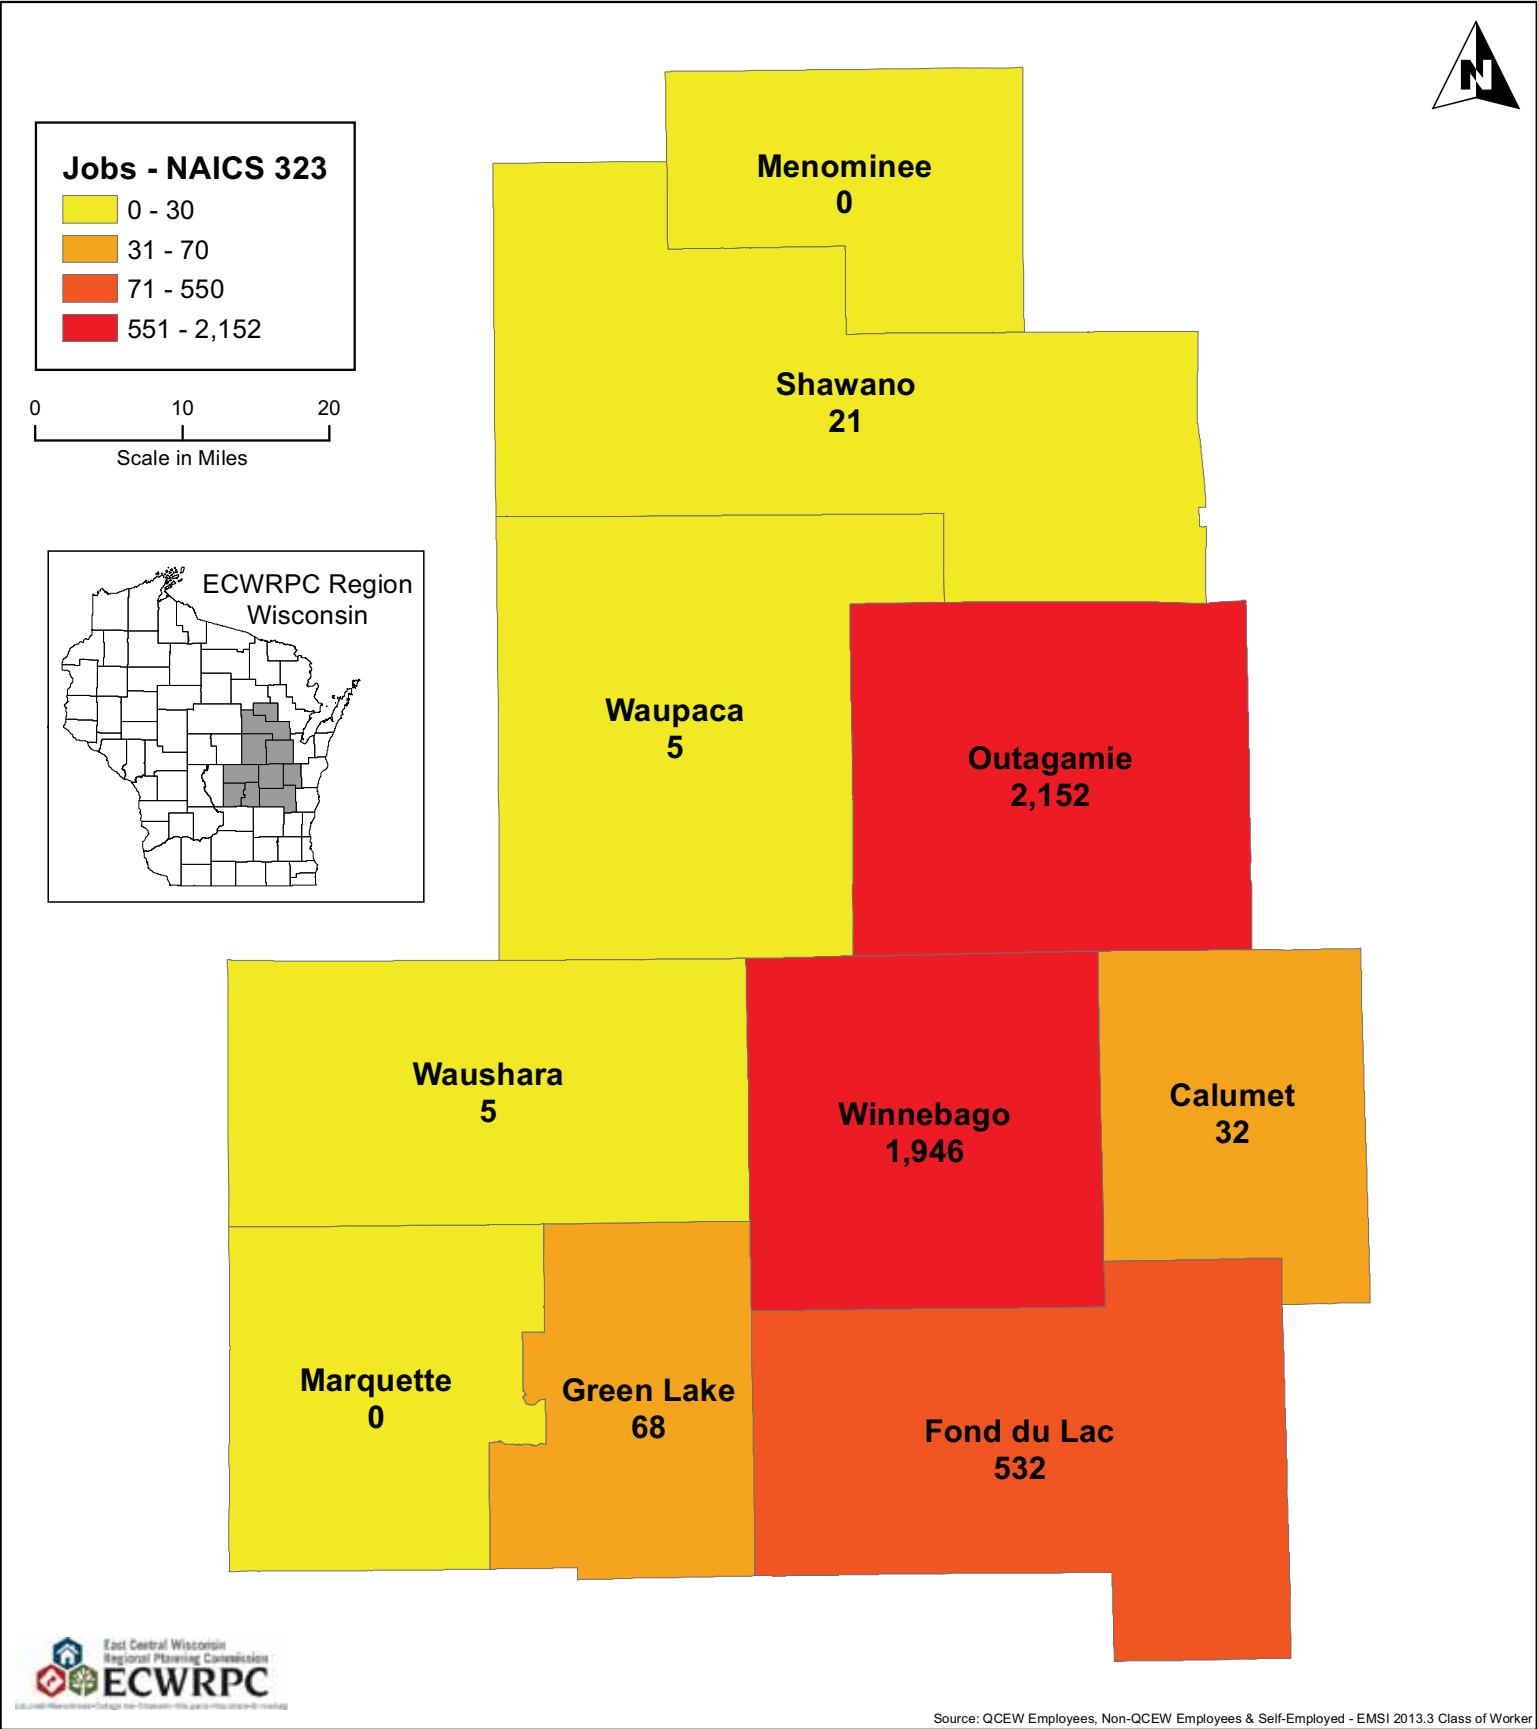 N
Jobs - NAICS 323
0 - 30
31 - 70
71 - 550
551 - 2,152
0 10 20
Scale in Miles
ECWRPC Region
Wisconsin
Menominee
0
Shawano
21
Waupaca
5
Outagamie
2,152
Waushara
5
Winnebago
1,946
Calumet
32
Marquette
0
Green Lake
68
Fond du Lac
532
East Central Wisconsin
Regional Planning Commission
ECWRPC
Source: QCEW Employees, Non-QCEW Employees & Self-Employed - EMSI 2013.3 Class of Worker